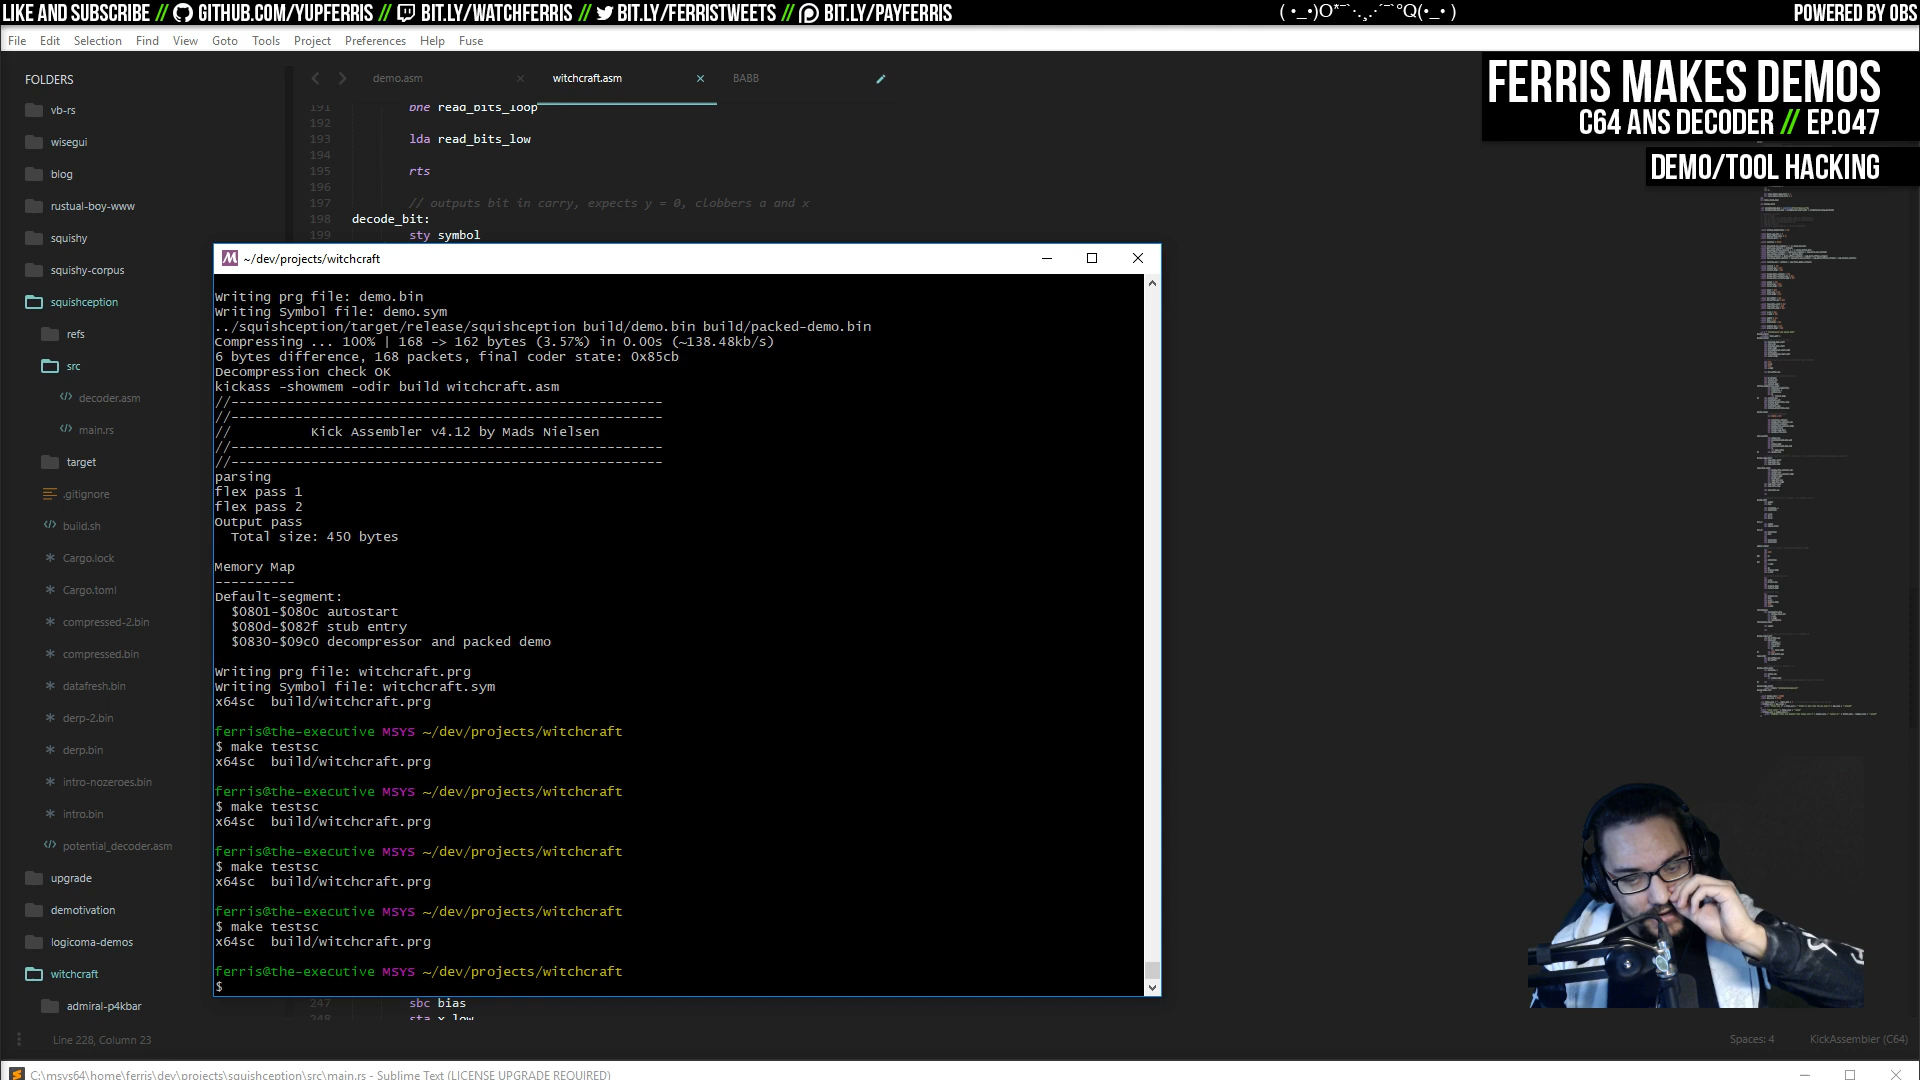 LIKE AND SUBSCRIBE // GITHUB.COM/YUPFERRIS // BIT.LY/WATCHFERRIS // BIT.LY/FERRISTWEETS // BIT.LY/PAYFERRIS
POWERED BY OBS
File Edit Selection Find View Goto Tools Project Preferences Help Fuse
FERRIS MAKES DEMOS
C64 ANS DECODER // EP.047
DEMO/TOOL HACKING
FOLDERS
vb-rs
wisegui
blog
rustual-boy-www
squishy
squishy-corpus
squishception
refs
src
decoder.asm
main.rs
target
.gitignore
build.sh
Cargo.lock
Cargo.toml
compressed-2.bin
compressed.bin
datafresh.bin
derp-2.bin
derp.bin
intro-nozeroes.bin
intro.bin
potential_decoder.asm
upgrade
demotivation
logicoma-demos
witchcraft
admiral-p4kbar
demo.asm
witchcraft.asm
BABB
191 bne read_bits_loop
192
193 lda read_bits_low
194
195 rts
196
197 // outputs bit in carry, expects y = 0, clobbers a and x
198 decode_bit:
199 sty symbol
~/dev/projects/witchcraft
Writing prg file: demo.bin
Writing Symbol file: demo.sym
../squishception/target/release/squishception build/demo.bin build/packed-demo.bin
Compressing ... 100% | 168 -> 162 bytes (3.57%) in 0.00s (~138.48kb/s)
6 bytes difference, 168 packets, final coder state: 0x85cb
Decompression check OK
kickass -showmem -odir build witchcraft.asm
//------------------------------------------------------
//------------------------------------------------------
// Kick Assembler v4.12 by Mads Nielsen
//------------------------------------------------------
//------------------------------------------------------
parsing
flex pass 1
flex pass 2
Output pass
Total size: 450 bytes
Memory Map
----------
Default-segment:
$0801-$080c autostart
$080d-$082f stub entry
$0830-$09c0 decompressor and packed demo
Writing prg file: witchcraft.prg
Writing Symbol file: witchcraft.sym
x64sc build/witchcraft.prg
ferris@the-executive MSYS ~/dev/projects/witchcraft
$ make testsc
x64sc build/witchcraft.prg
ferris@the-executive MSYS ~/dev/projects/witchcraft
$ make testsc
x64sc build/witchcraft.prg
ferris@the-executive MSYS ~/dev/projects/witchcraft
$ make testsc
x64sc build/witchcraft.prg
ferris@the-executive MSYS ~/dev/projects/witchcraft
$ make testsc
x64sc build/witchcraft.prg
ferris@the-executive MSYS ~/dev/projects/witchcraft
$
247 sbc bias
248 sta x_low
Line 228, Column 23
Spaces: 4
KickAssembler (C64)
C:\msys64\home\ferris\dev\projects\squishception\src\main.rs - Sublime Text (LICENSE UPGRADE REQUIRED)